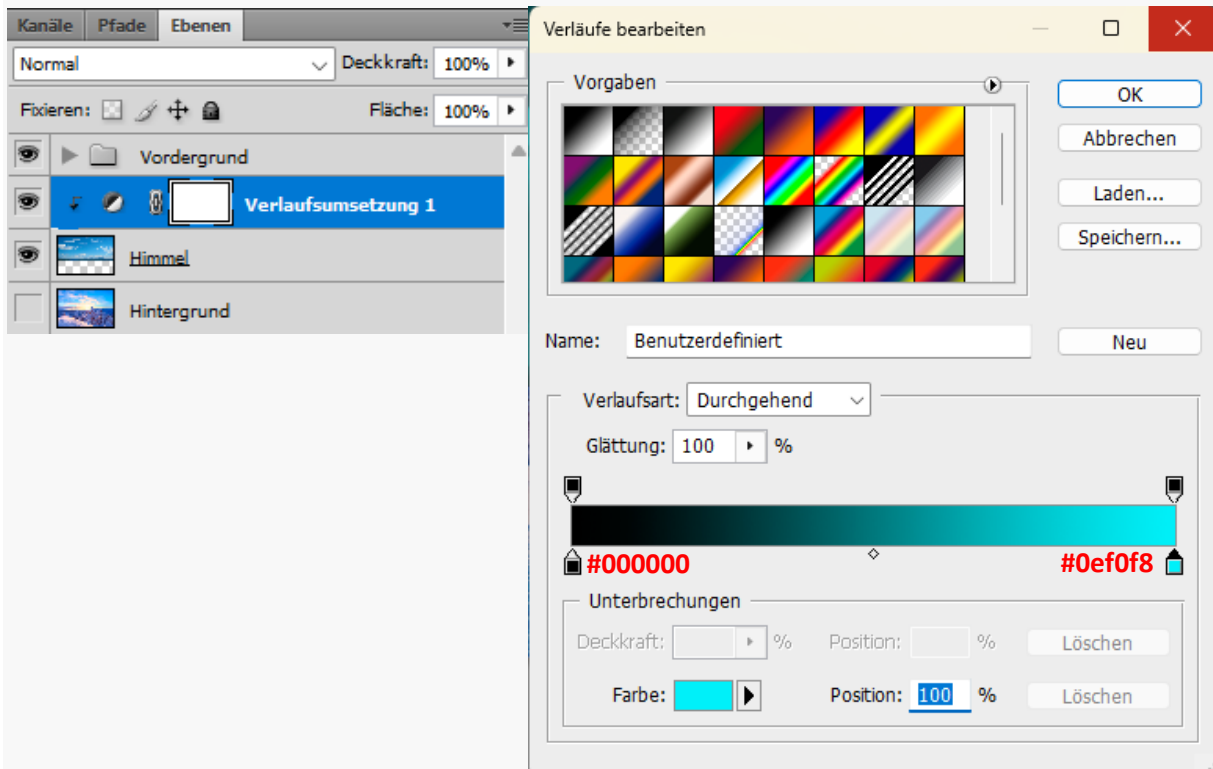 Kanäle Pfade Ebenen
Normal Deckkraft: 100%
Fixieren: Fläche: 100%
Vordergrund
Verlaufsumsetzung 1
Himmel
Hintergrund
Verläufe bearbeiten
Vorgaben
OK
Abbrechen
Laden...
Speichern...
Name: Benutzerdefiniert Neu
Verlaufsart: Durchgehend
Glättung: 100 %
#000000 #0ef0f8
Unterbrechungen
Deckkraft: % Position: % Löschen
Farbe: Position: 100 % Löschen